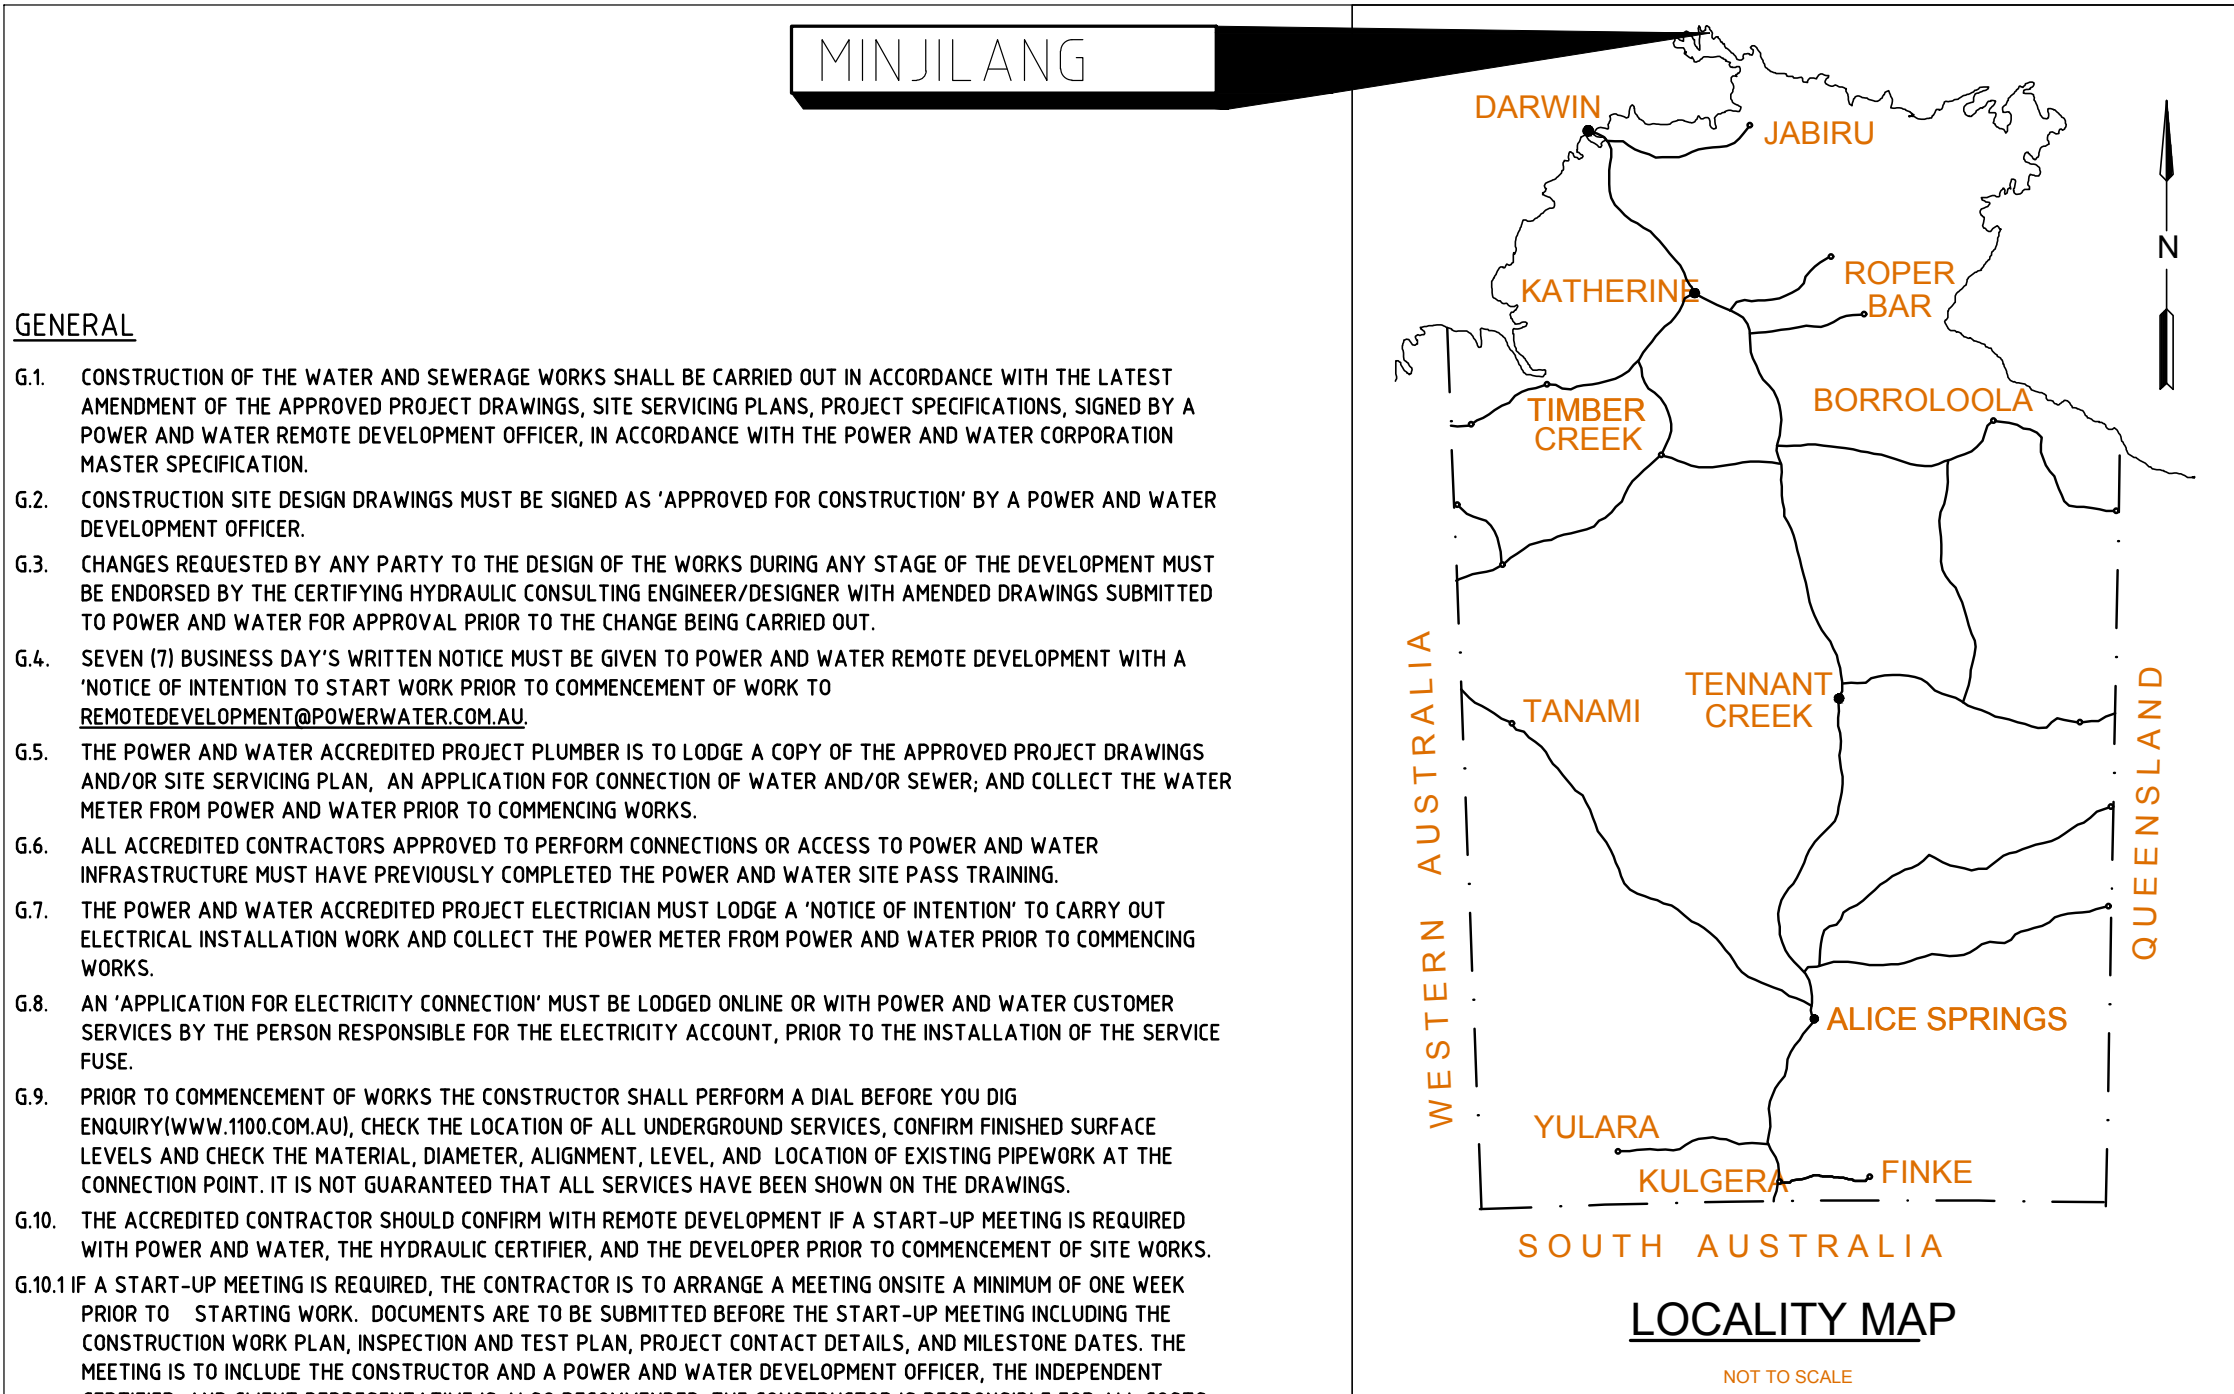 MINJILANG
GENERAL
G.1. CONSTRUCTION OF THE WATER AND SEWERAGE WORKS SHALL BE CARRIED OUT IN ACCORDANCE WITH THE LATEST
AMENDMENT OF THE APPROVED PROJECT DRAWINGS, SITE SERVICING PLANS, PROJECT SPECIFICATIONS, SIGNED BY A
POWER AND WATER REMOTE DEVELOPMENT OFFICER, IN ACCORDANCE WITH THE POWER AND WATER CORPORATION
MASTER SPECIFICATION.
G.2. CONSTRUCTION SITE DESIGN DRAWINGS MUST BE SIGNED AS 'APPROVED FOR CONSTRUCTION' BY A POWER AND WATER
DEVELOPMENT OFFICER.
G.3. CHANGES REQUESTED BY ANY PARTY TO THE DESIGN OF THE WORKS DURING ANY STAGE OF THE DEVELOPMENT MUST
BE ENDORSED BY THE CERTIFYING HYDRAULIC CONSULTING ENGINEER/DESIGNER WITH AMENDED DRAWINGS SUBMITTED
TO POWER AND WATER FOR APPROVAL PRIOR TO THE CHANGE BEING CARRIED OUT.
G.4. SEVEN (7) BUSINESS DAY'S WRITTEN NOTICE MUST BE GIVEN TO POWER AND WATER REMOTE DEVELOPMENT WITH A
'NOTICE OF INTENTION TO START WORK PRIOR TO COMMENCEMENT OF WORK TO
REMOTEDEVELOPMENT@POWERWATER.COM.AU.
G.5. THE POWER AND WATER ACCREDITED PROJECT PLUMBER IS TO LODGE A COPY OF THE APPROVED PROJECT DRAWINGS
AND/OR SITE SERVICING PLAN, AN APPLICATION FOR CONNECTION OF WATER AND/OR SEWER; AND COLLECT THE WATER
METER FROM POWER AND WATER PRIOR TO COMMENCING WORKS.
G.6. ALL ACCREDITED CONTRACTORS APPROVED TO PERFORM CONNECTIONS OR ACCESS TO POWER AND WATER
INFRASTRUCTURE MUST HAVE PREVIOUSLY COMPLETED THE POWER AND WATER SITE PASS TRAINING.
G.7. THE POWER AND WATER ACCREDITED PROJECT ELECTRICIAN MUST LODGE A 'NOTICE OF INTENTION' TO CARRY OUT
ELECTRICAL INSTALLATION WORK AND COLLECT THE POWER METER FROM POWER AND WATER PRIOR TO COMMENCING
WORKS.
G.8. AN 'APPLICATION FOR ELECTRICITY CONNECTION' MUST BE LODGED ONLINE OR WITH POWER AND WATER CUSTOMER
SERVICES BY THE PERSON RESPONSIBLE FOR THE ELECTRICITY ACCOUNT, PRIOR TO THE INSTALLATION OF THE SERVICE
FUSE.
G.9. PRIOR TO COMMENCEMENT OF WORKS THE CONSTRUCTOR SHALL PERFORM A DIAL BEFORE YOU DIG
ENQUIRY(WWW.1100.COM.AU), CHECK THE LOCATION OF ALL UNDERGROUND SERVICES, CONFIRM FINISHED SURFACE
LEVELS AND CHECK THE MATERIAL, DIAMETER, ALIGNMENT, LEVEL, AND LOCATION OF EXISTING PIPEWORK AT THE
CONNECTION POINT. IT IS NOT GUARANTEED THAT ALL SERVICES HAVE BEEN SHOWN ON THE DRAWINGS.
G.10. THE ACCREDITED CONTRACTOR SHOULD CONFIRM WITH REMOTE DEVELOPMENT IF A START-UP MEETING IS REQUIRED
WITH POWER AND WATER, THE HYDRAULIC CERTIFIER, AND THE DEVELOPER PRIOR TO COMMENCEMENT OF SITE WORKS.
G.10.1 IF A START-UP MEETING IS REQUIRED, THE CONTRACTOR IS TO ARRANGE A MEETING ONSITE A MINIMUM OF ONE WEEK
PRIOR TO STARTING WORK. DOCUMENTS ARE TO BE SUBMITTED BEFORE THE START-UP MEETING INCLUDING THE
CONSTRUCTION WORK PLAN, INSPECTION AND TEST PLAN, PROJECT CONTACT DETAILS, AND MILESTONE DATES. THE
MEETING IS TO INCLUDE THE CONSTRUCTOR AND A POWER AND WATER DEVELOPMENT OFFICER, THE INDEPENDENT
DARWIN
JABIRU
N
KATHERINE
ROPER
BAR
TIMBER
CREEK
BORROLOOLA
WESTERN AUSTRALIA
TANAMI
TENNANT
CREEK
QUEENSLAND
ALICE SPRINGS
YULARA
KULGERA
FINKE
SOUTH AUSTRALIA
LOCALITY MAP
NOT TO SCALE